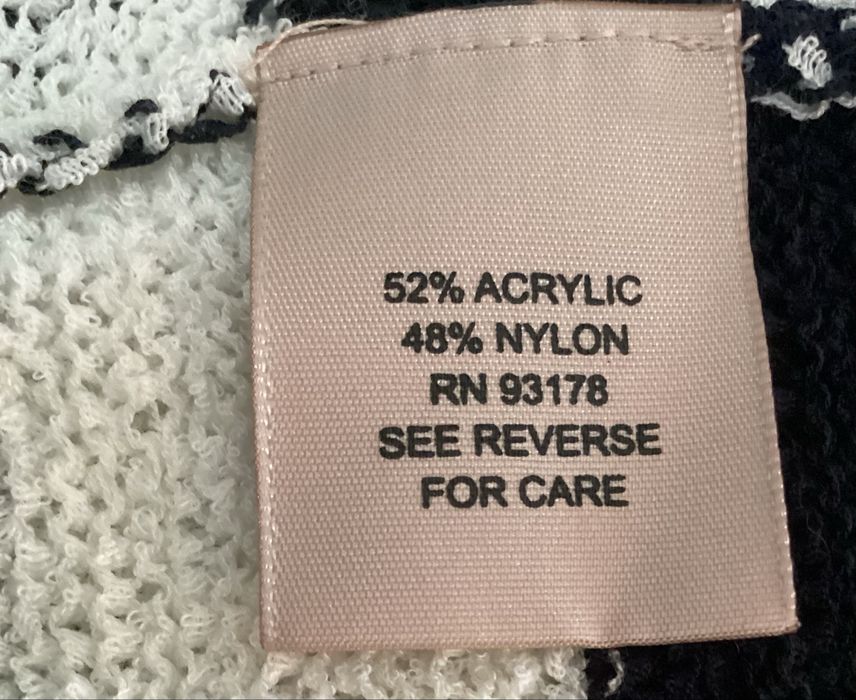 52% ACRYLIC
48% NYLON
RN 93178
SEE REVERSE
FOR CARE